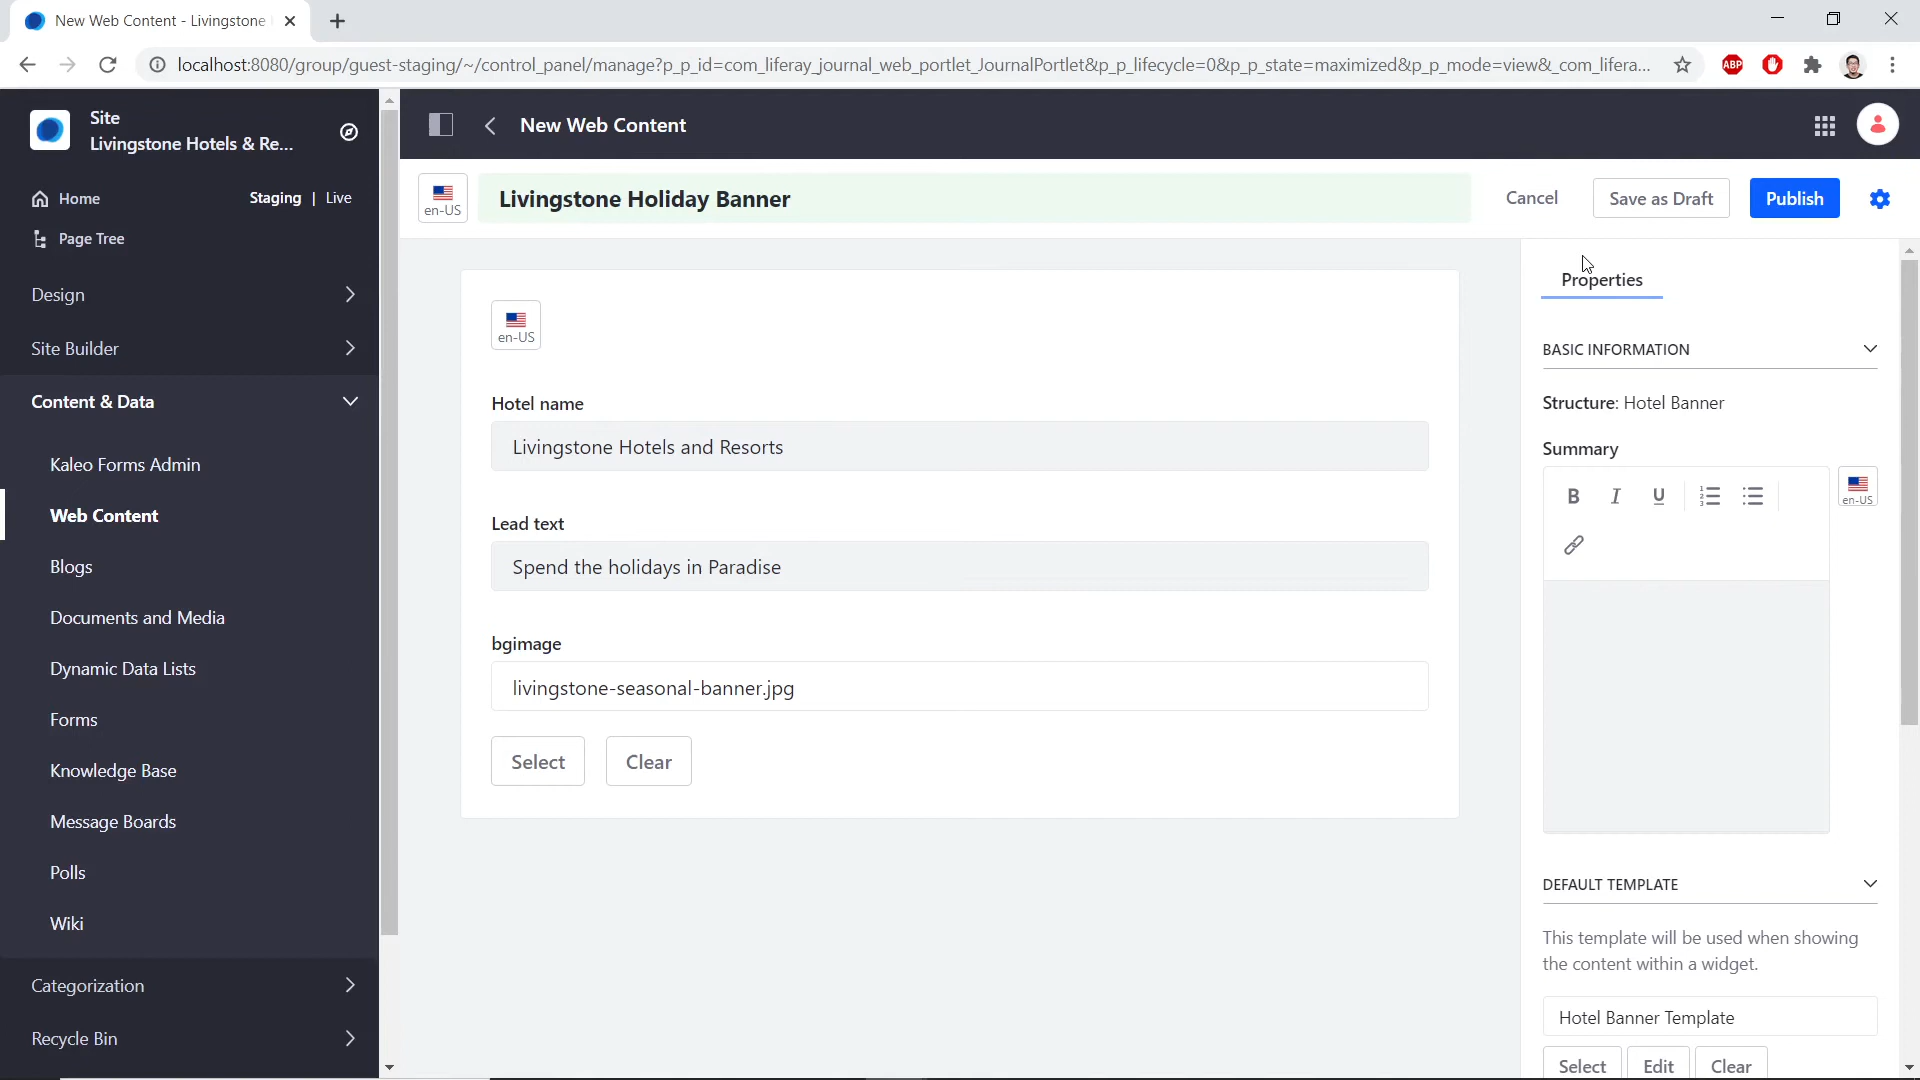 New Web Content - Livingstone
localhost:8080/group/guest-staging/~/control_panel/manage?p_p_id=com_liferay_journal_web_portlet_JournalPortlet&p_p_lifecycle=0&p_p_state=maximized&p_p_mode=view&_com_lifera...
ABP
Site
Livingstone Hotels & Re...
Home
Staging | Live
Page Tree
Design
Site Builder
Content & Data
Kaleo Forms Admin
Web Content
Blogs
Documents and Media
Dynamic Data Lists
Forms
Knowledge Base
Message Boards
Polls
Wiki
Categorization
Recycle Bin
New Web Content
en-US
Livingstone Holiday Banner
Cancel
Save as Draft
Publish
en-US
Hotel name
Livingstone Hotels and Resorts
Lead text
Spend the holidays in Paradise
bgimage
livingstone-seasonal-banner.jpg
Select
Clear
Properties
BASIC INFORMATION
Structure: Hotel Banner
Summary
B I U
en-US
DEFAULT TEMPLATE
This template will be used when showing
the content within a widget.
Hotel Banner Template
Select
Edit
Clear